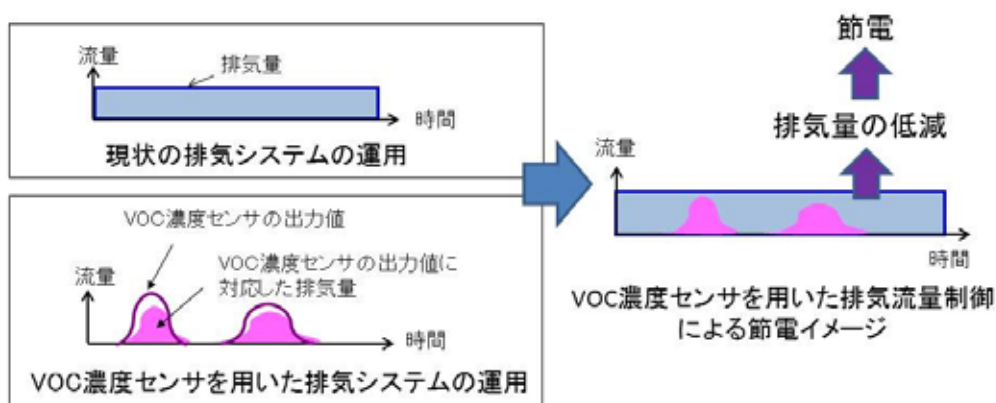 流量
排気量
時間
現状の排気システムの運用
VOC濃度センサの出力値
VOC濃度センサの出力値に
対応した排気量
流量
時間
VOC濃度センサを用いた排気システムの運用
節電
排気量の低減
流量
時間
VOC濃度センサを用いた排気流量制御
による節電イメージ